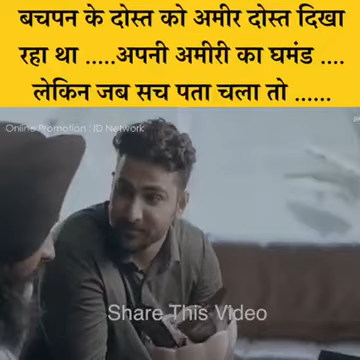 बचपन के दोस्त को अमीर दोस्त दिखा
रहा था .....अपनी अमीरी का घमंड ....
लेकिन जब सच पता चला तो ......
Online Promotion : ID Network
Share This Video